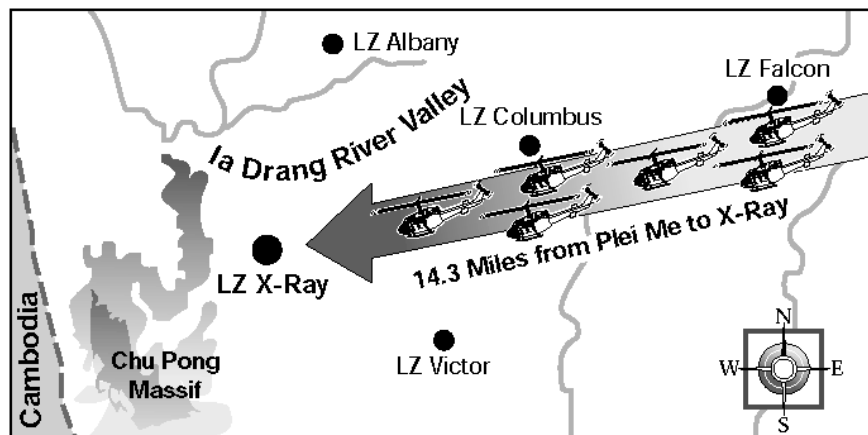 LZ Albany
LZ Falcon
Ia Drang River Valley
LZ Columbus
14.3 Miles from Plei Me to X-Ray
LZ X-Ray
LZ Victor
Chu Pong
Massif
Cambodia
N
W
E
S